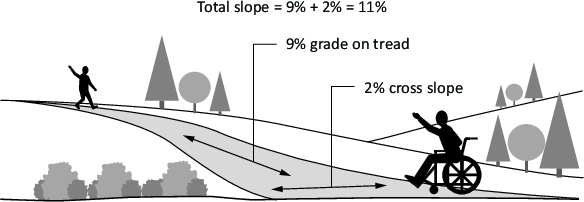 Total slope = 9% + 2% = 11%
9% grade on tread
2% cross slope